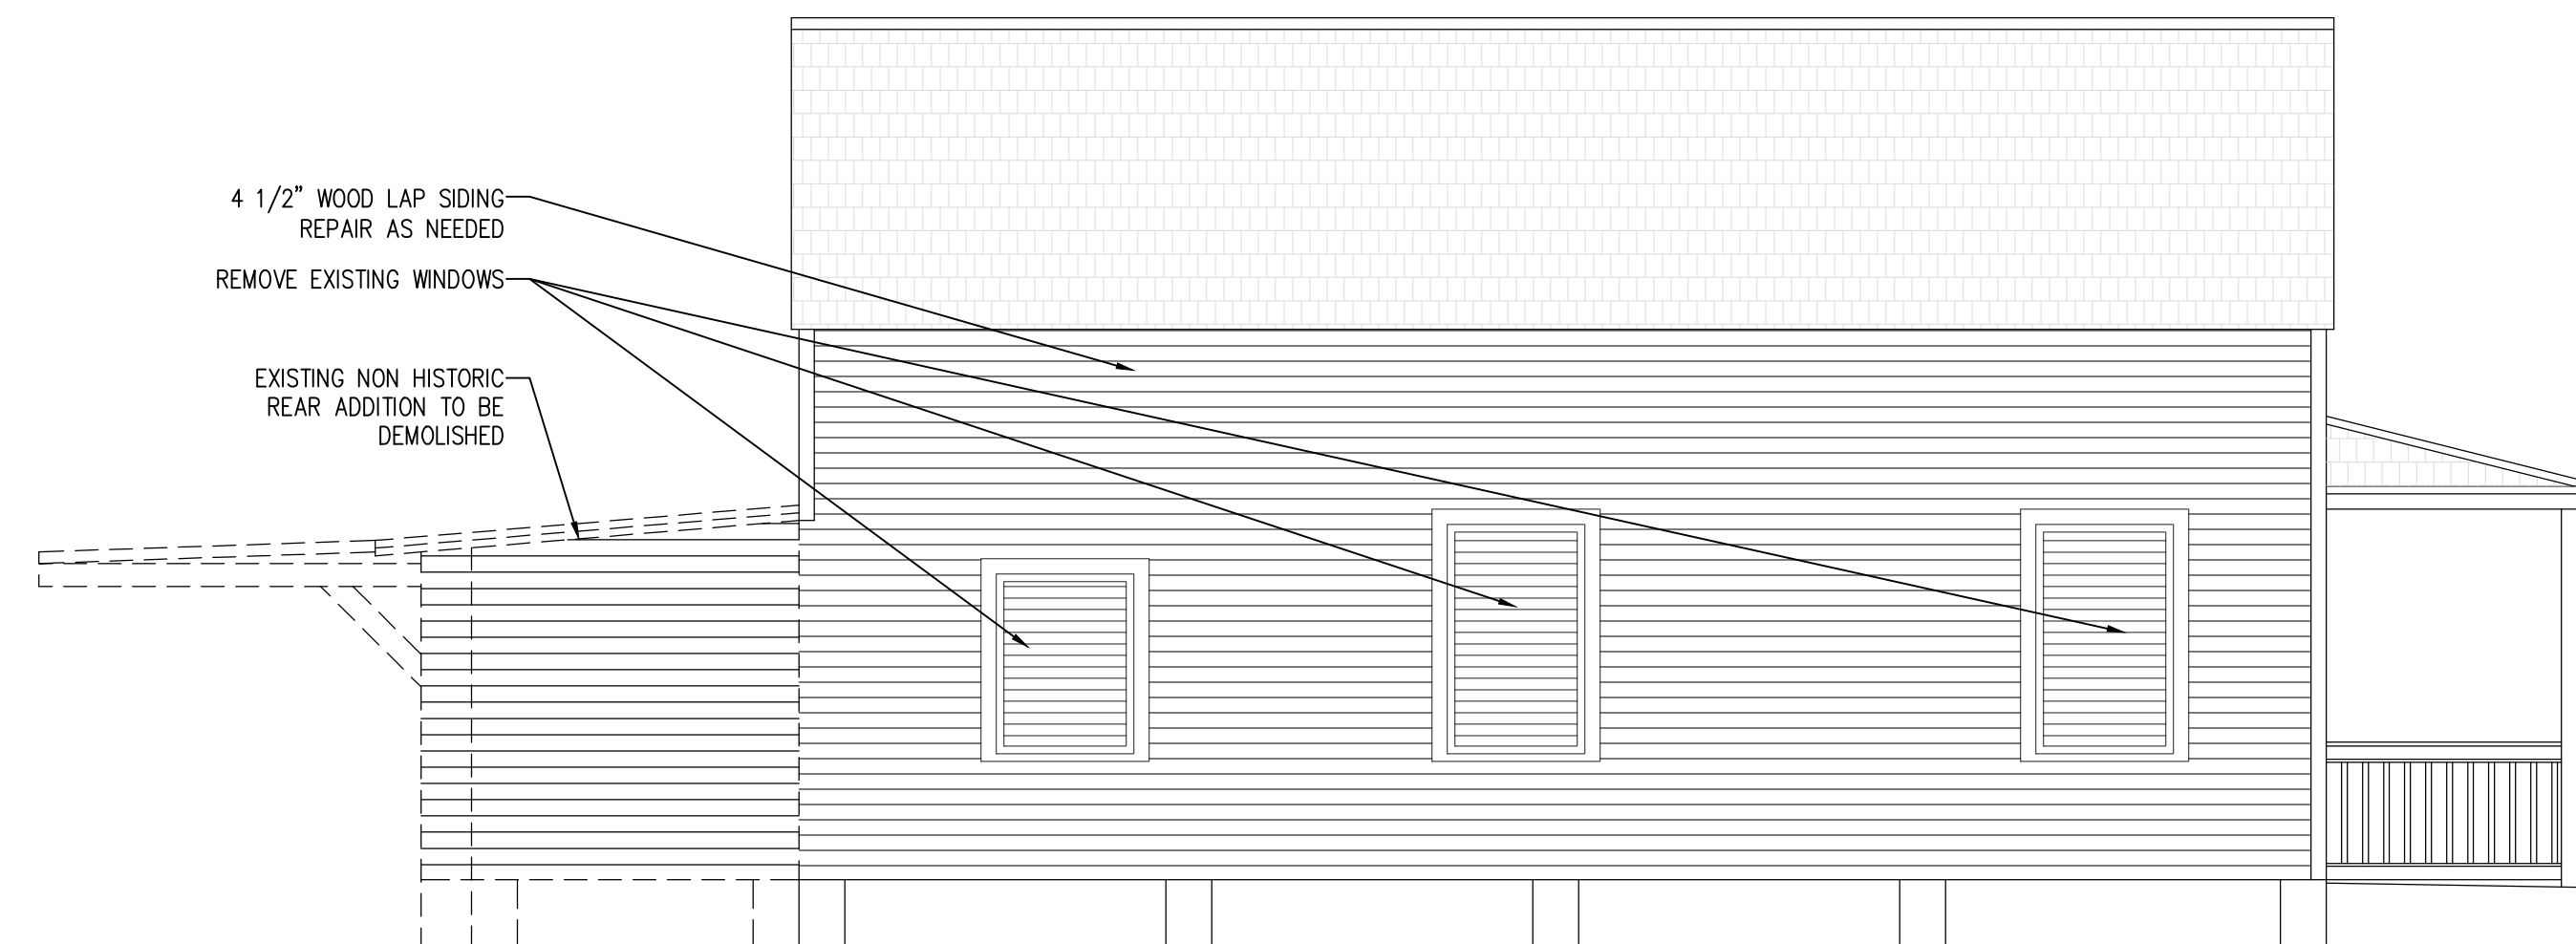 4 1/2” WOOD LAP SIDING
REPAIR AS NEEDED
REMOVE EXISTING WINDOWS
EXISTING NON HISTORIC
REAR ADDITION TO BE
DEMOLISHED